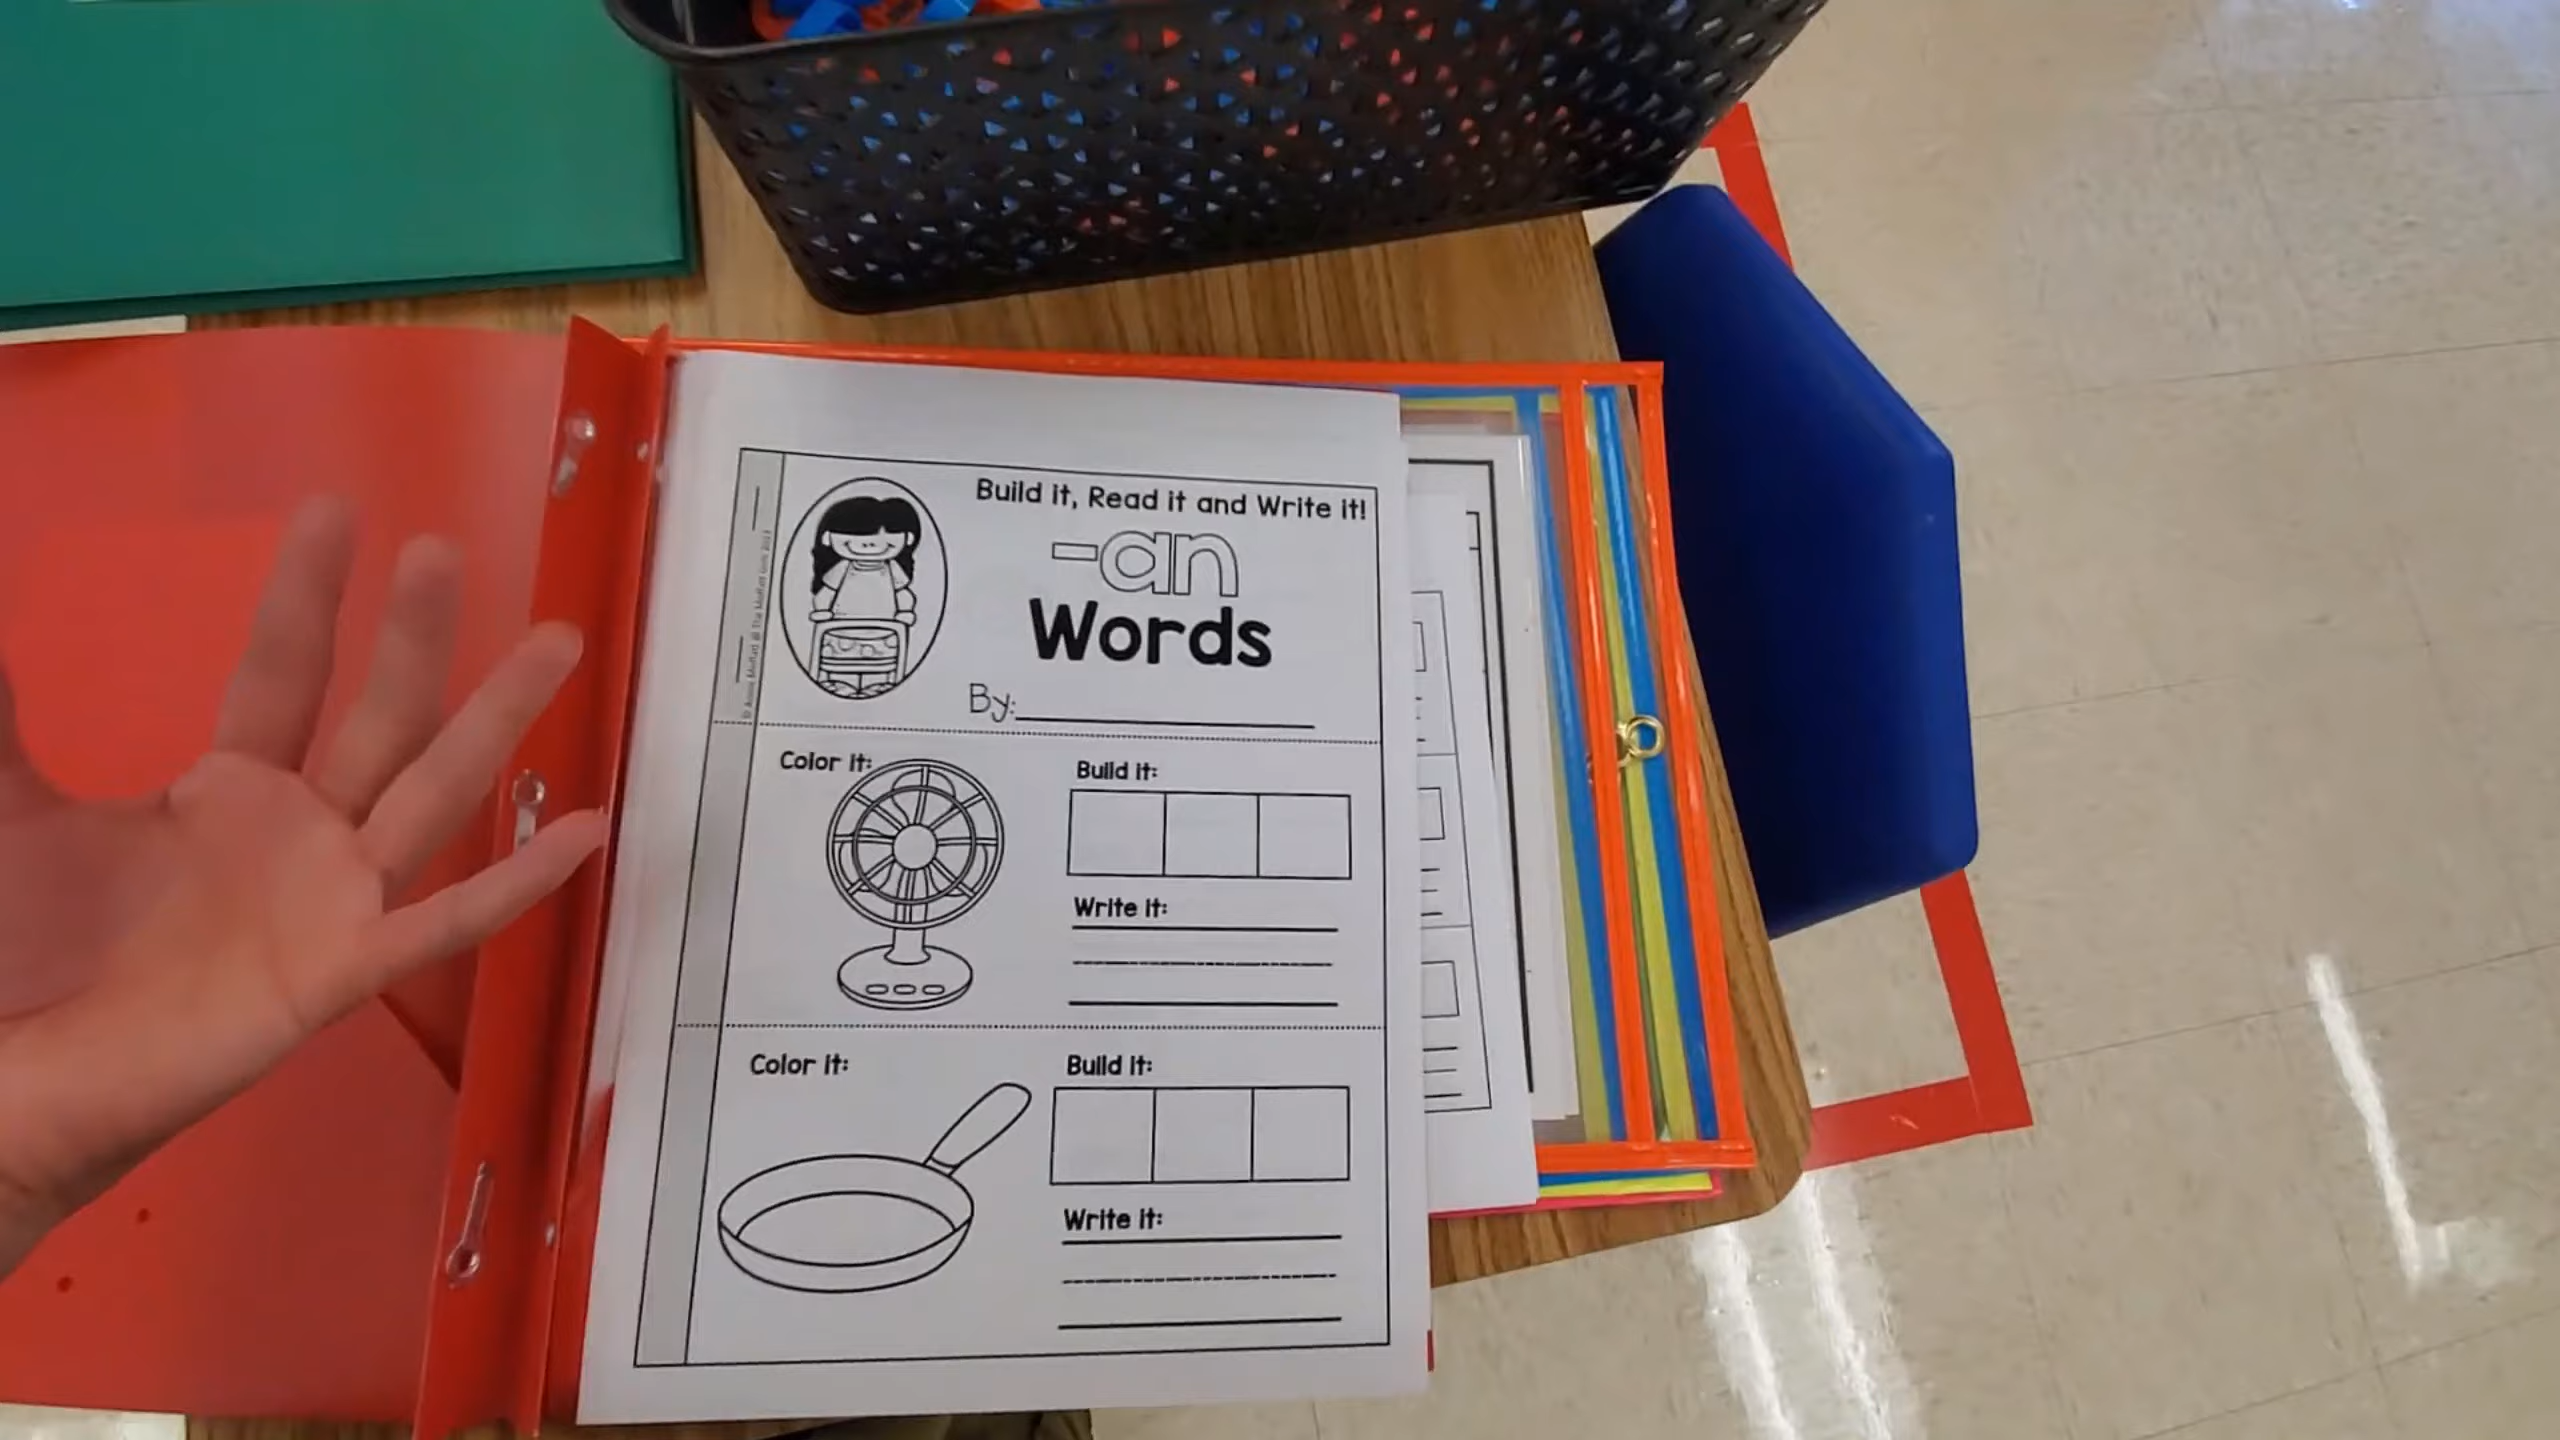 Build it, Read it and Write it!
-an
Words
By:
Color it:
Build it:
Write it:
Color it:
Build it:
Write it: